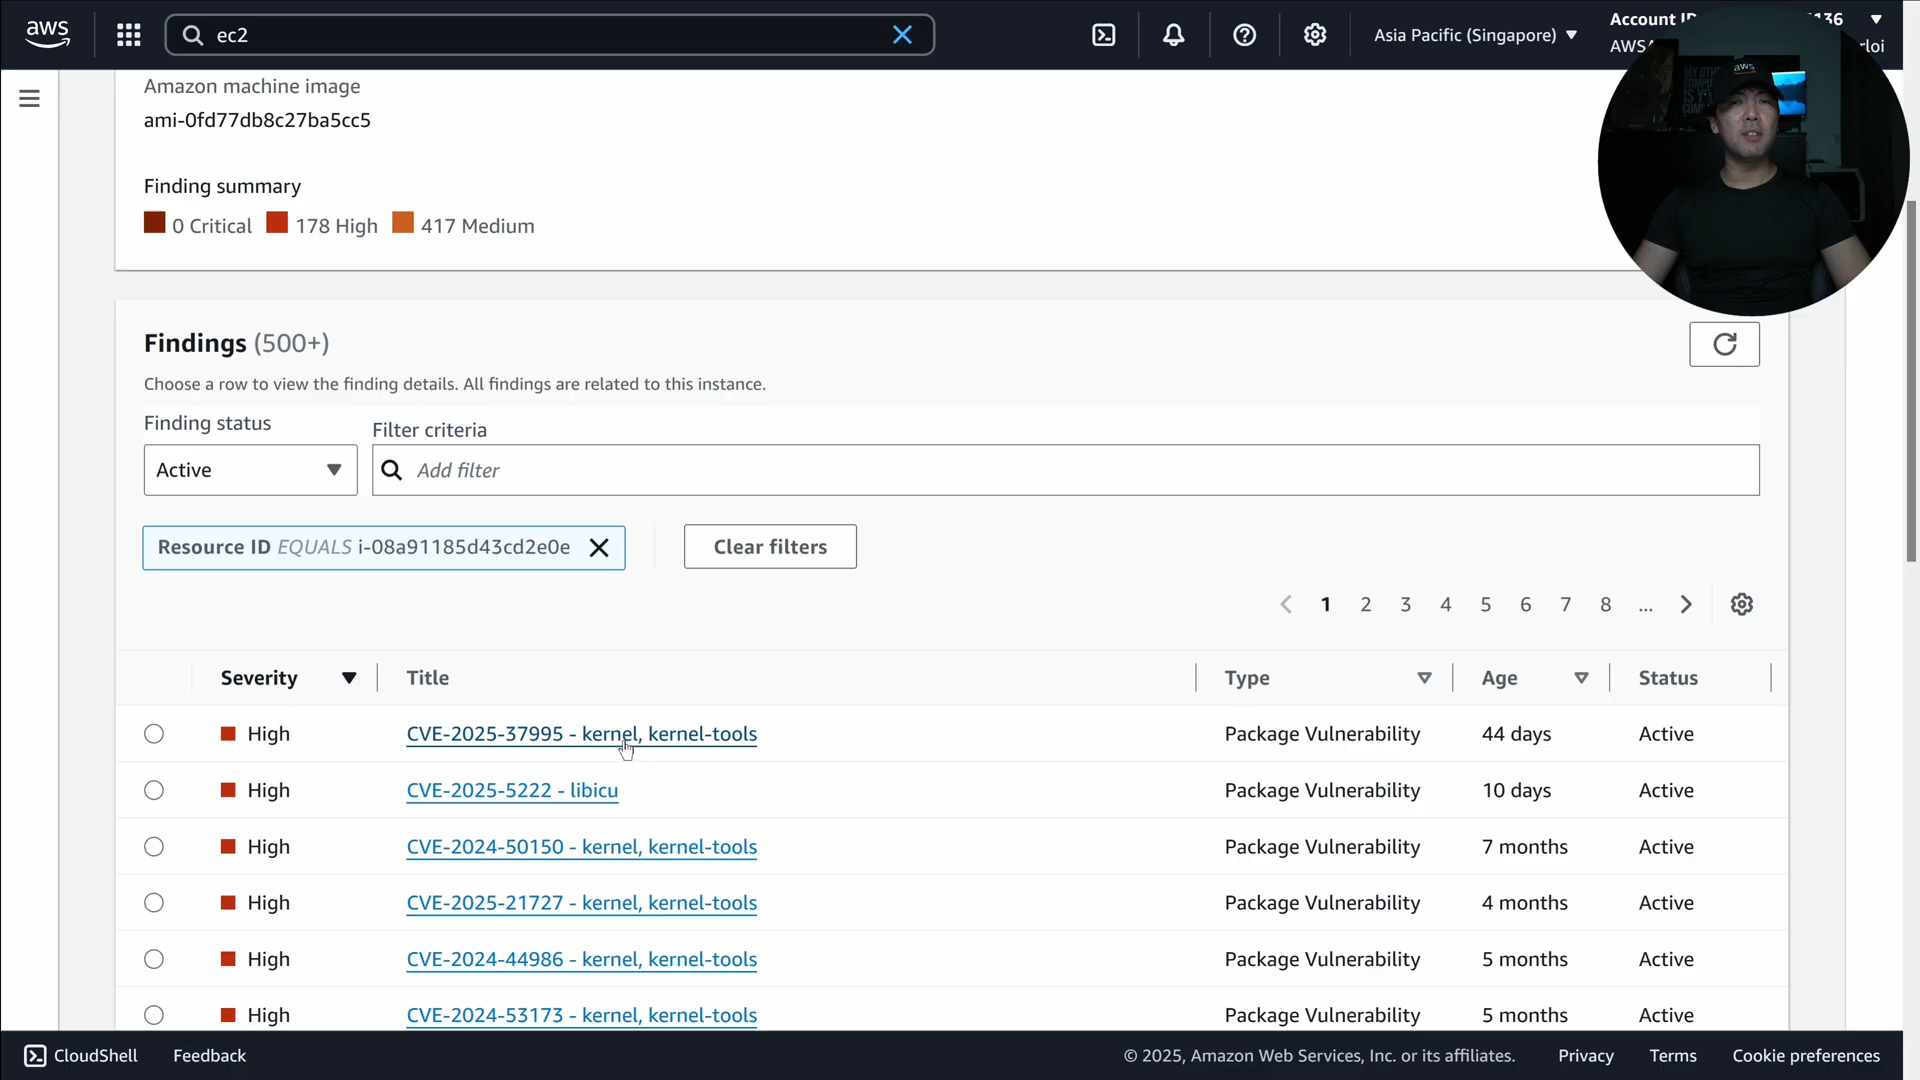 aws
ec2
Asia Pacific (Singapore)
Account ID
136
AWS
rloi
Amazon machine image
ami-0fd77db8c27ba5cc5
Finding summary
0 Critical 178 High 417 Medium
Findings (500+)
Choose a row to view the finding details. All findings are related to this instance.
Finding status
Filter criteria
Active
Add filter
Resource ID EQUALS i-08a91185d43cd2e0e
Clear filters
1 2 3 4 5 6 7 8 ...
Severity Title Type Age Status
High CVE-2025-37995 - kernel, kernel-tools Package Vulnerability 44 days Active
High CVE-2025-5222 - libicu Package Vulnerability 10 days Active
High CVE-2024-50150 - kernel, kernel-tools Package Vulnerability 7 months Active
High CVE-2025-21727 - kernel, kernel-tools Package Vulnerability 4 months Active
High CVE-2024-44986 - kernel, kernel-tools Package Vulnerability 5 months Active
High CVE-2024-53173 - kernel, kernel-tools Package Vulnerability 5 months Active
CloudShell Feedback © 2025, Amazon Web Services, Inc. or its affiliates. Privacy Terms Cookie preferences
aws